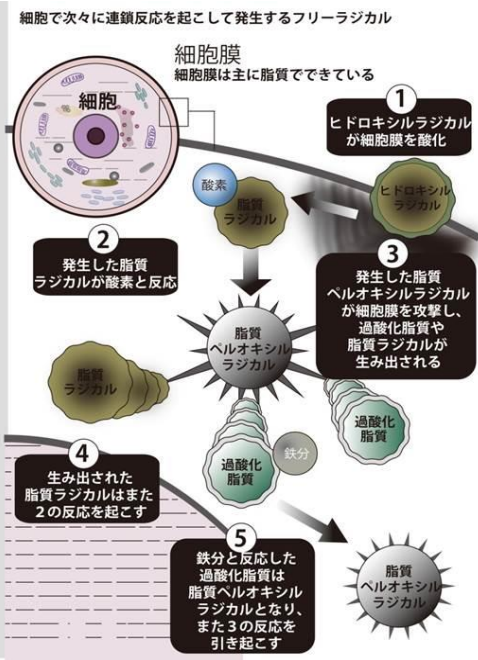 細胞で次々に連鎖反応を起こして発生するフリーラジカル
細胞膜
細胞膜は主に脂質でできている
細胞
1
ヒドロキシルラジカル
が細胞膜を酸化
ヒドロキシル
ラジカル
酸素
脂質
ラジカル
2
発生した脂質
ラジカルが酸素と反応
3
発生した脂質
ペルオキシルラジカル
が細胞膜を攻撃し、
過酸化脂質や
脂質ラジカルが
生み出される
脂質
ペルオキシル
ラジカル
脂質
ラジカル
過酸化
脂質
過酸化
脂質
鉄分
4
生み出された
脂質ラジカルはまた
２の反応を起こす
5
鉄分と反応した
過酸化脂質は
脂質ペルオキシル
ラジカルとなり、
また３の反応を
引き起こす
脂質
ペルオキシル
ラジカル